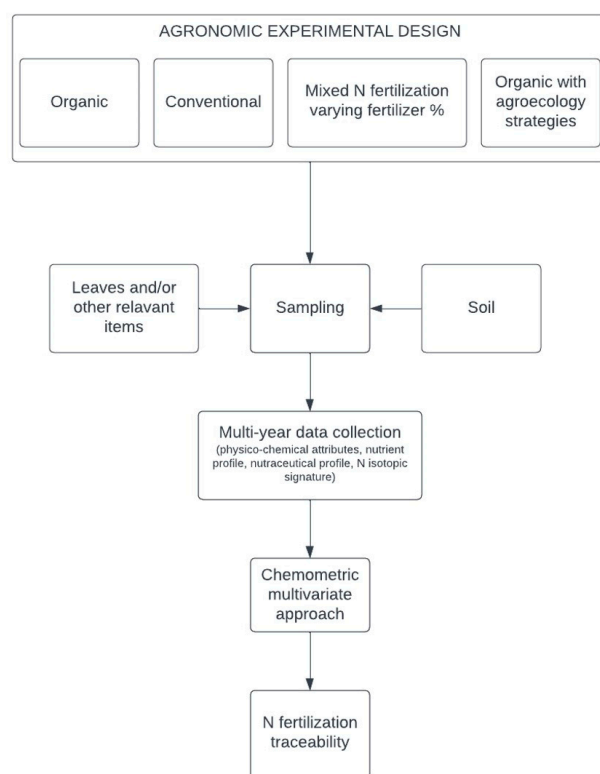 AGRONOMIC EXPERIMENTAL DESIGN
Organic
Conventional
Mixed N fertilization
varying fertilizer %
Organic with
agroecology
strategies
Leaves and/or
other relavant
items
Sampling
Soil
Multi-year data collection
(physico-chemical attributes, nutrient
profile, nutraceutical profile, N isotopic
signature)
Chemometric
multivariate
approach
N fertilization
traceability